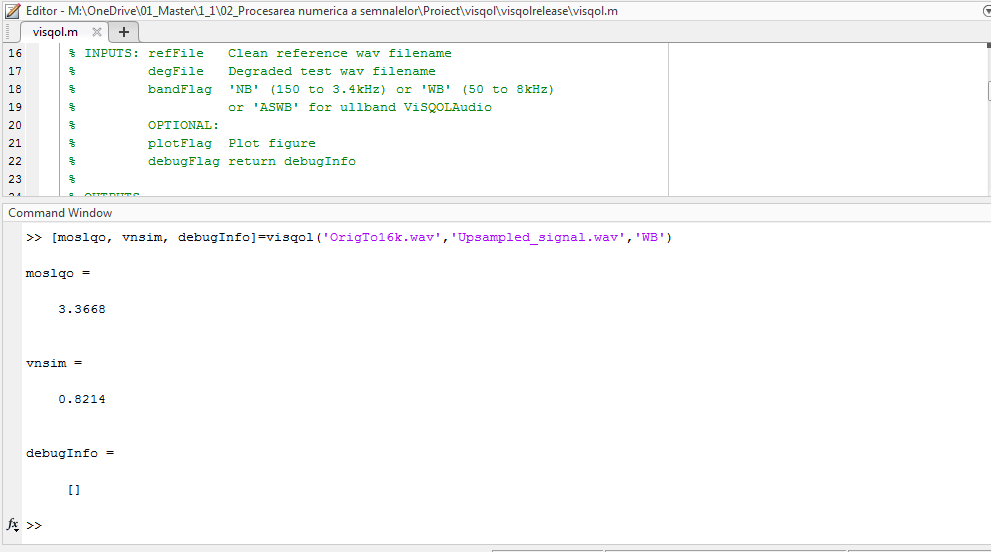 Editor - M:\OneDrive\01_Master\1_1\02_Procesarea numerica a semnalelor\Proiect\visqol\visqolrelease\visqol.m
visqol.m × +
16 % INPUTS: refFile Clean reference wav filename
17 % degFile Degraded test wav filename
18 % bandFlag 'NB' (150 to 3.4kHz) or 'WB' (50 to 8kHz)
19 % or 'ASWB' for ullband ViSQOLAudio
20 % OPTIONAL:
21 % plotFlag Plot figure
22 % debugFlag return debugInfo
23 %
24 % OUTPUTS
Command Window
>> [moslqo, vnsim, debugInfo]=visqol('OrigTo16k.wav','Upsampled_signal.wav','WB')
moslqo =
3.3668
vnsim =
0.8214
debugInfo =
[]
fx >>